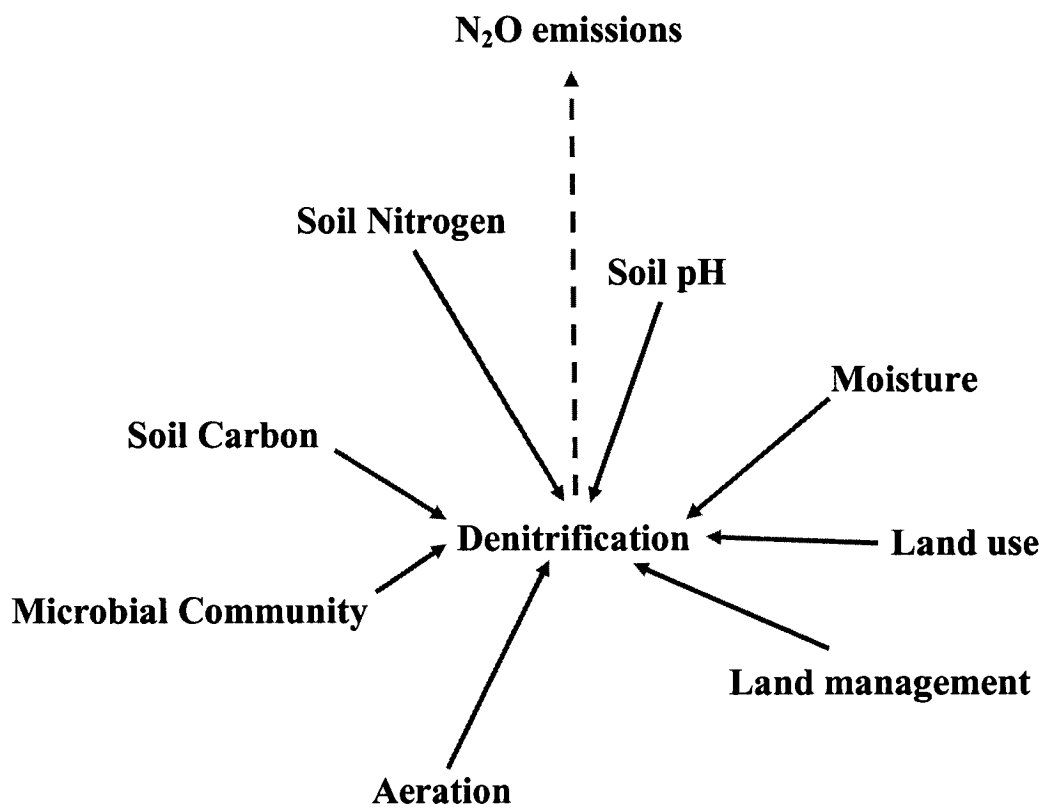 N₂O emissions
Soil Nitrogen
Soil pH
Moisture
Soil Carbon
Denitrification
Land use
Microbial Community
Land management
Aeration